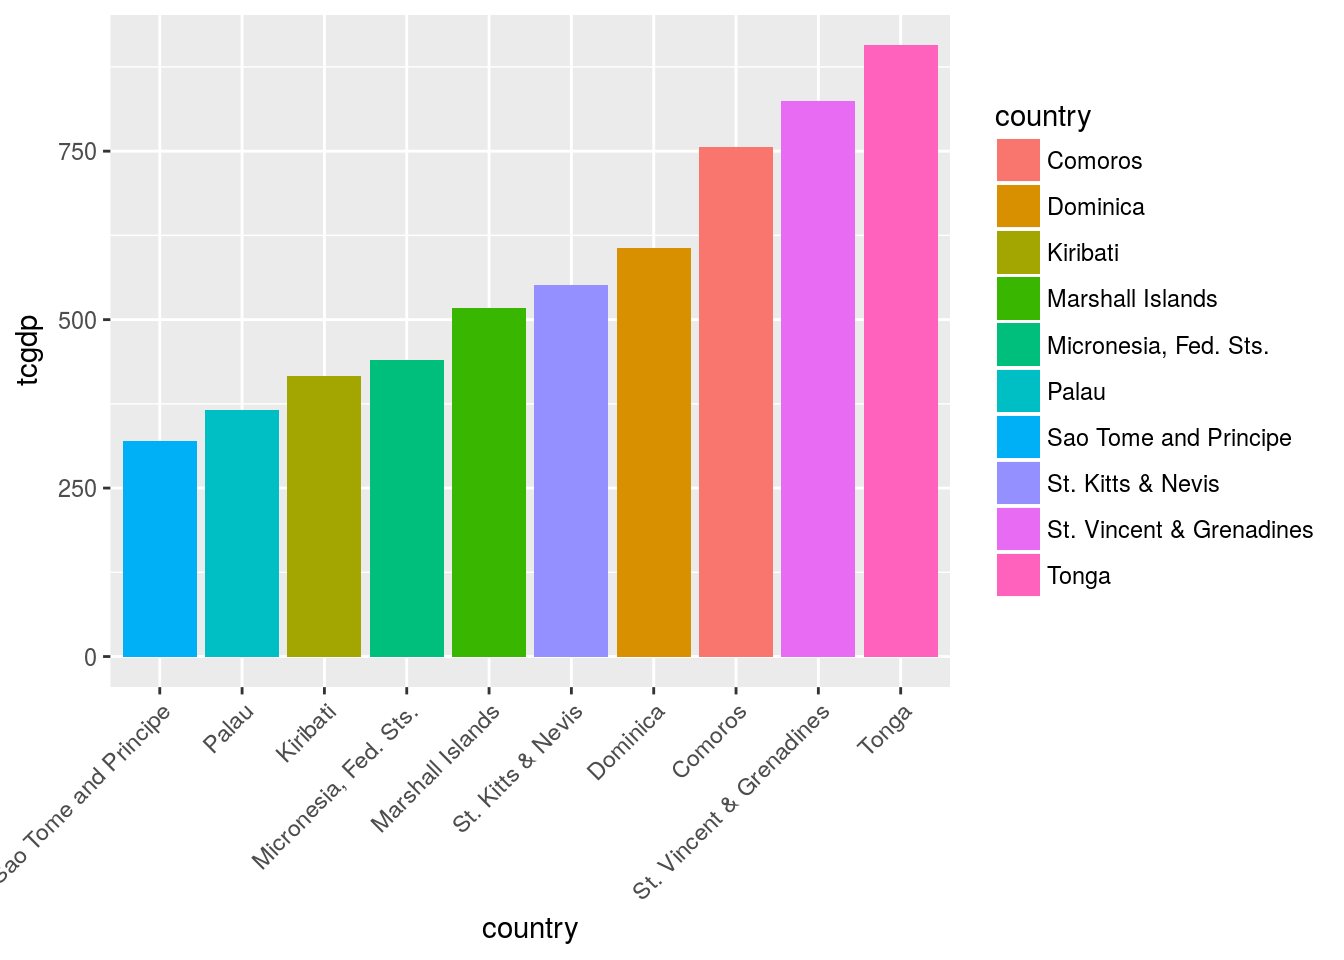 tcgdp
750
500
250
0
Sao Tome and Principe
Palau
Kiribati
Micronesia, Fed. Sts.
Marshall Islands
St. Kitts & Nevis
Dominica
Comoros
St. Vincent & Grenadines
Tonga
country
country
Comoros
Dominica
Kiribati
Marshall Islands
Micronesia, Fed. Sts.
Palau
Sao Tome and Principe
St. Kitts & Nevis
St. Vincent & Grenadines
Tonga